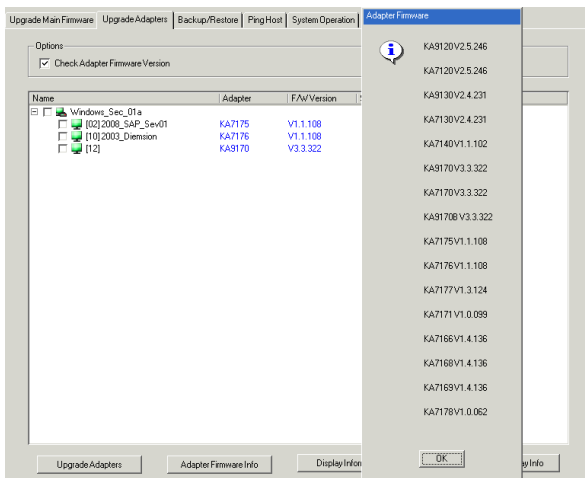 Upgrade Main Firmware Upgrade Adapters Backup/Restore Ping Host System Operation
Options
Check Adapter Firmware Version
Name Adapter F/W Version
Windows_Sec_01a
[02]2008_SAP_Sev01 KA7175 V1.1.108
[10]2003_Diemsion KA7176 V1.1.108
[12] KA9170 V3.3.322
Upgrade Adapters Adapter Firmware Info Display Infor
Adapter Firmware
KA9120V2.5.246
KA7120V2.5.246
KA9130V2.4.231
KA7130V2.4.231
KA7140V1.1.102
KA9170V3.3.322
KA7170V3.3.322
KA9170B V3.3.322
KA7175V1.1.108
KA7176V1.1.108
KA7177V1.3.124
KA7171V1.0.099
KA7166V1.4.136
KA7168V1.4.136
KA7169V1.4.136
KA7178V1.0.062
OK
ay Info